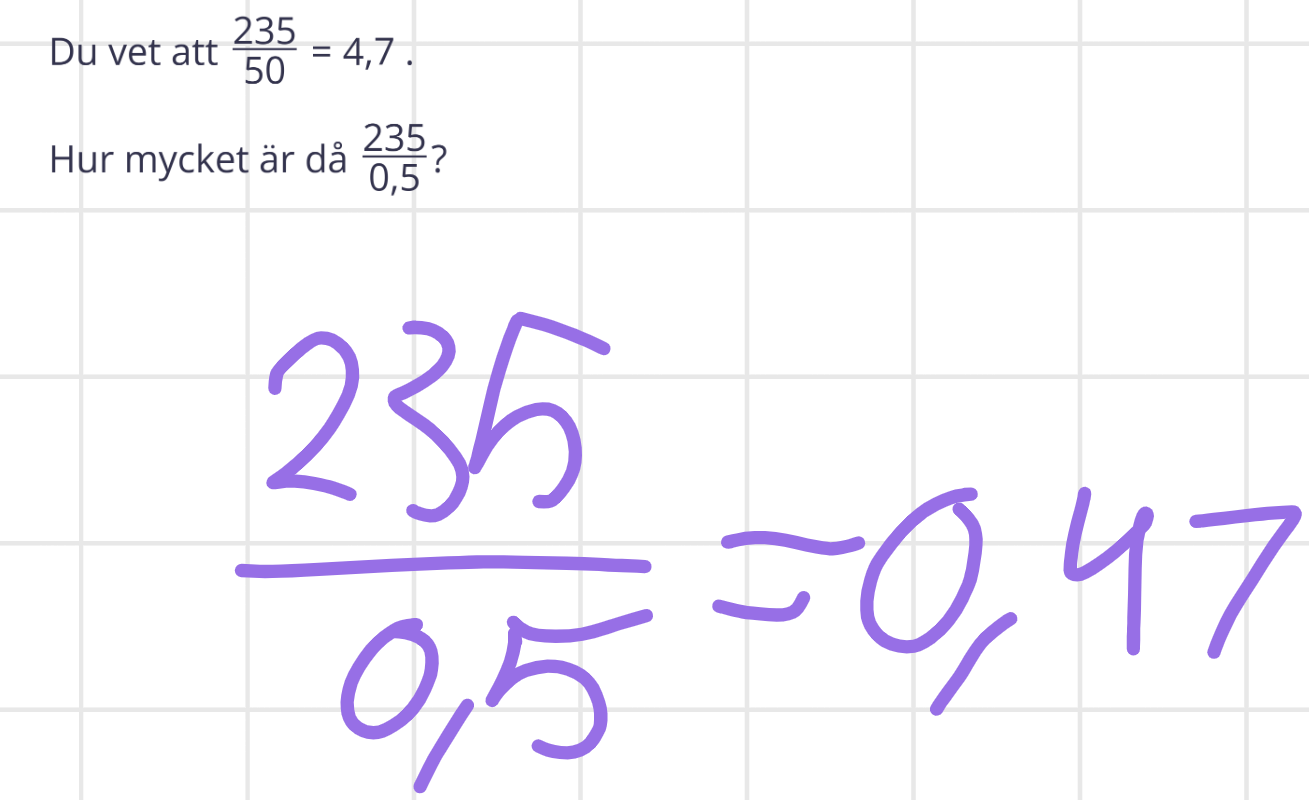 Du vet att 235/50 = 4,7 .
Hur mycket är då 235/0,5?
235/0,5 = 0,47